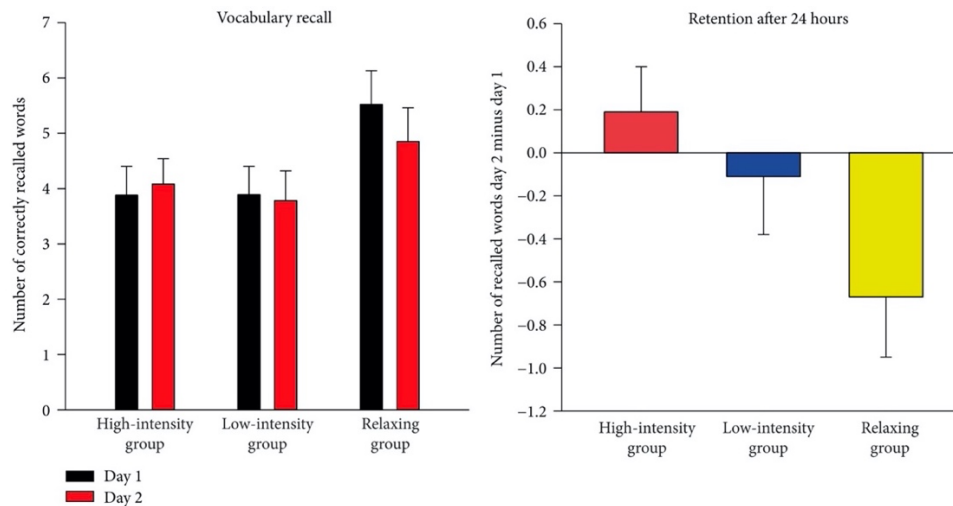 Vocabulary recall
Number of correctly recalled words
7
6
5
4
3
2
1
0
High-intensity
group
Low-intensity
group
Relaxing
group
Day 1
Day 2
Retention after 24 hours
Number of recalled words day 2 minus day 1
0.6
0.4
0.2
0.0
−0.2
−0.4
−0.6
−0.8
−1.0
−1.2
High-intensity
group
Low-intensity
group
Relaxing
group